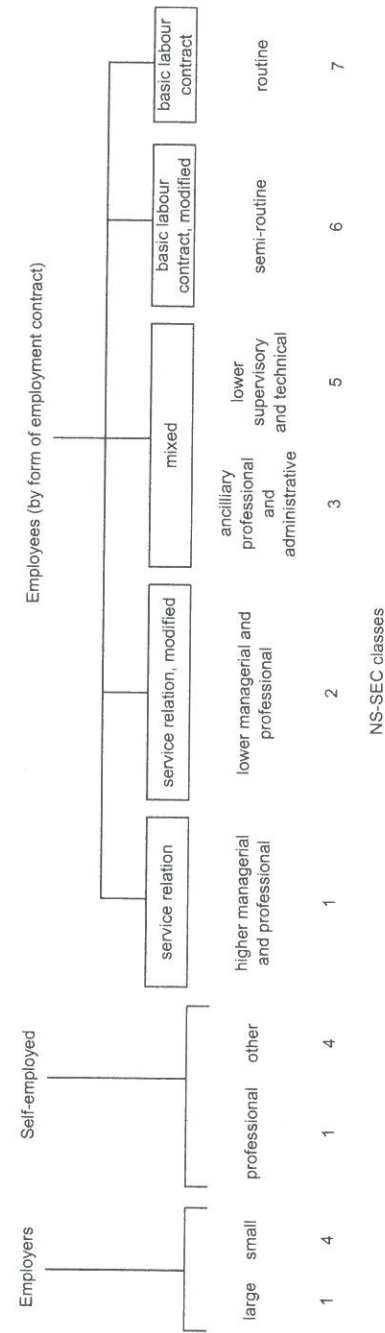 Employers
Self-employed
Employees (by form of employment contract)
service relation
service relation, modified
mixed
basic labour
contract, modified
basic labour
contract
large
small
professional
other
higher managerial
and professional
lower managerial and
professional
ancilliary
professional
and
administrative
lower
supervisory
and technical
semi-routine
routine
1
4
1
4
1
2
3
5
6
7
NS-SEC classes